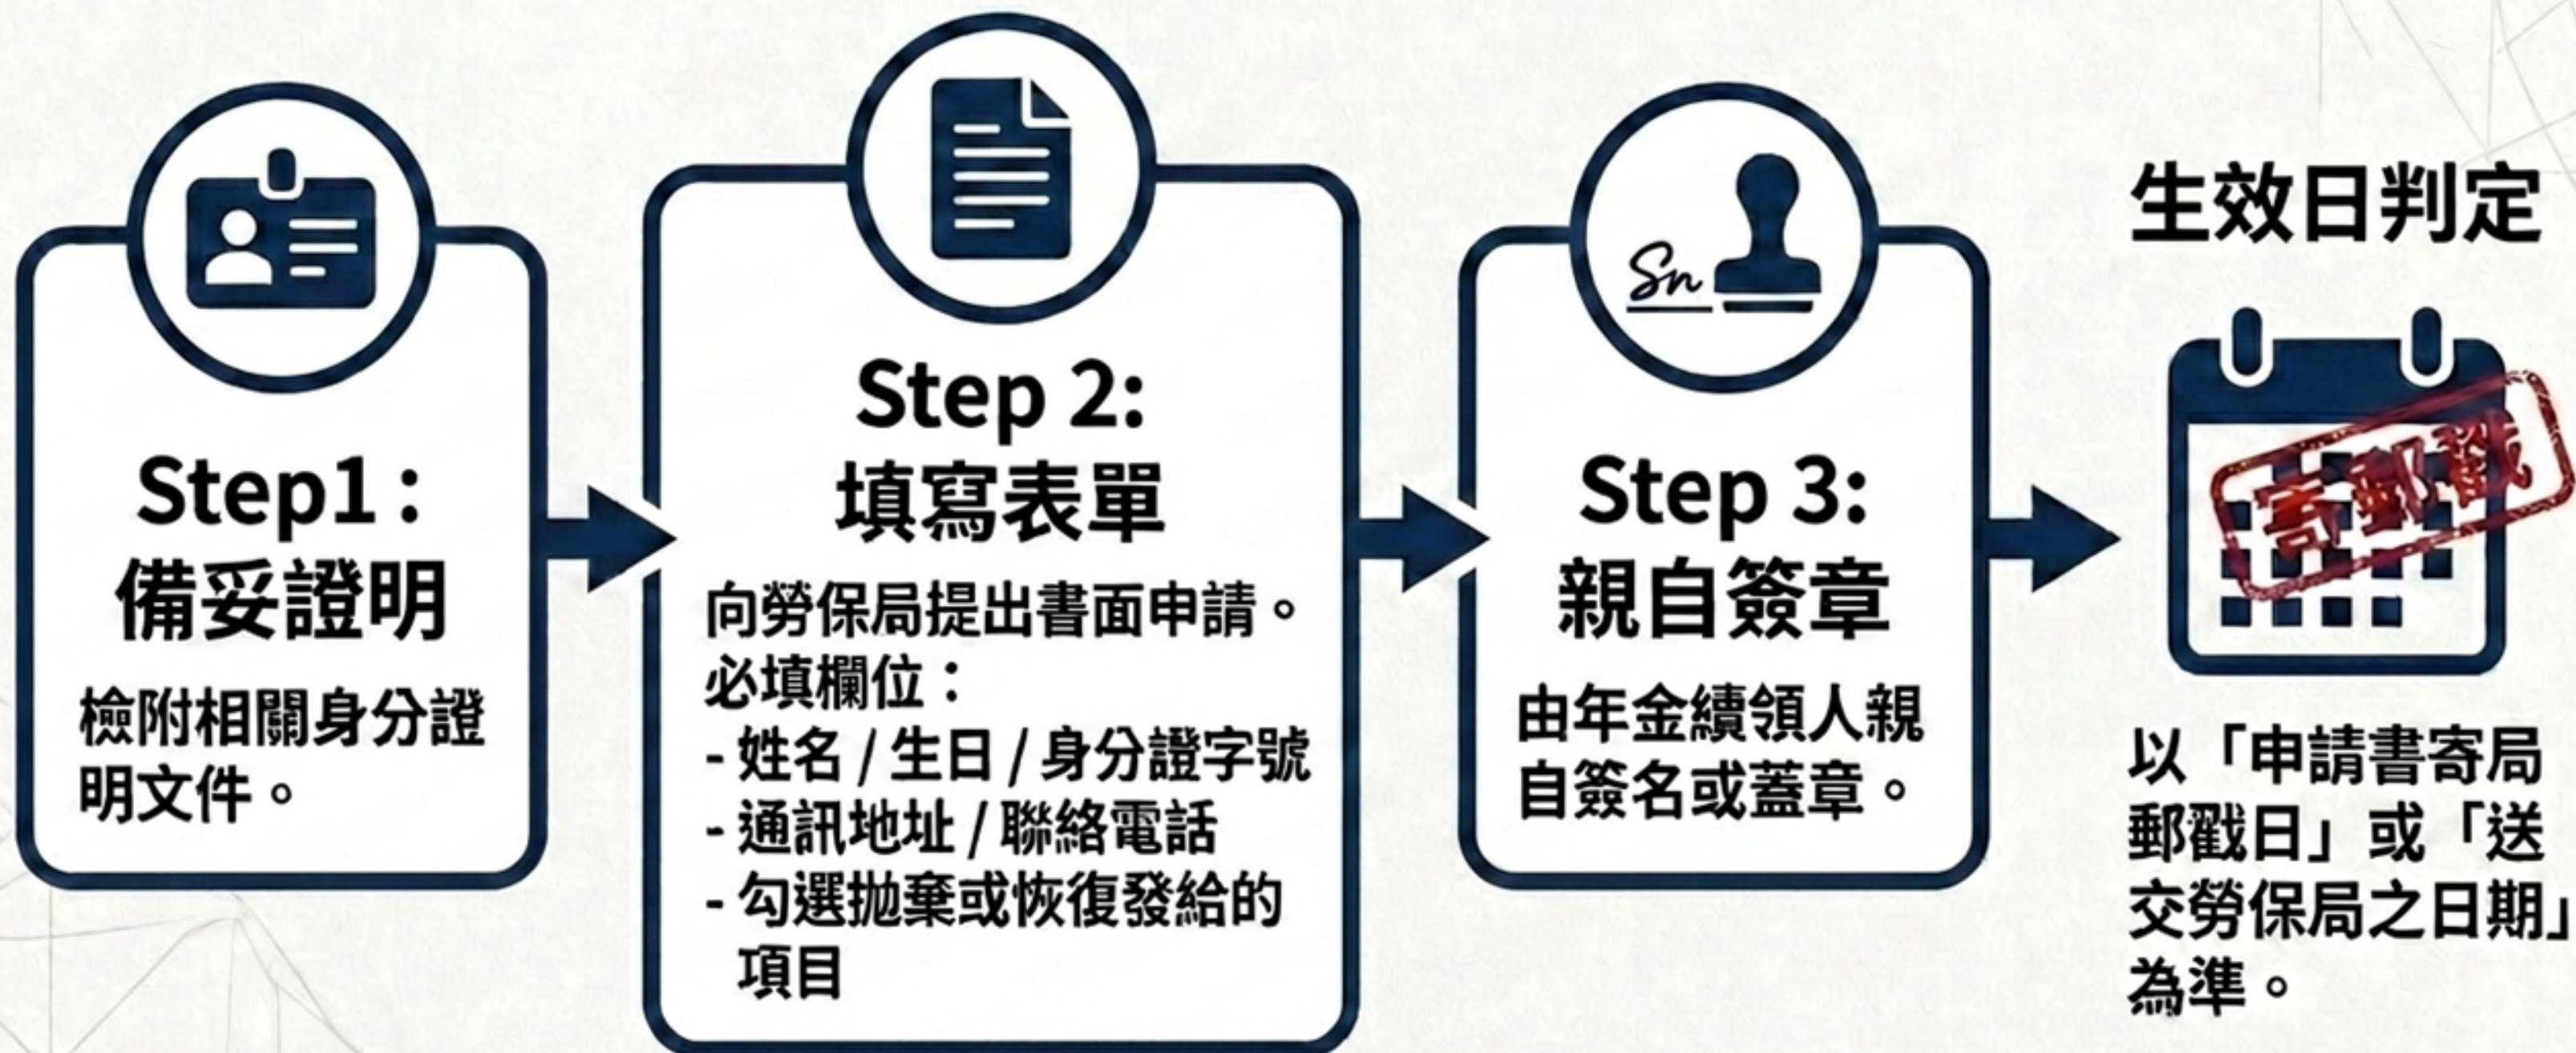 Step1：
備妥證明
檢附相關身分證
明文件。
Step 2:
填寫表單
向勞保局提出書面申請。
必填欄位：
- 姓名 / 生日 / 身分證字號
- 通訊地址 / 聯絡電話
- 勾選拋棄或恢復發給的
項目
Sn
Step 3:
親自簽章
由年金續領人親
自簽名或蓋章。
生效日判定
寄郵戳
以「申請書寄局
郵戳日」或「送
交勞保局之日期」
為準。